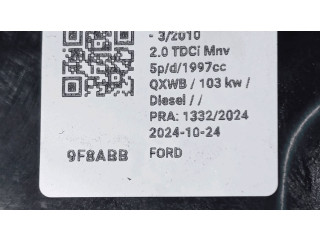 - 3/2010
2.0 TDCi Mnv
5p/d/1997cc
QXWB / 103 kw /
Diesel / /
PRA: 1332/2024
2024-10-24
9F8ABB FORD